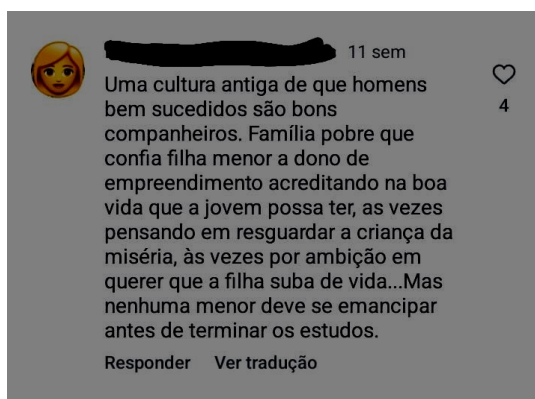 11 sem
Uma cultura antiga de que homens
bem sucedidos são bons
companheiros. Família pobre que
confia filha menor a dono de
empreendimento acreditando na boa
vida que a jovem possa ter, as vezes
pensando em resguardar a criança da
miséria, às vezes por ambição em
querer que a filha suba de vida...Mas
nenhuma menor deve se emancipar
antes de terminar os estudos.
4
Responder Ver tradução